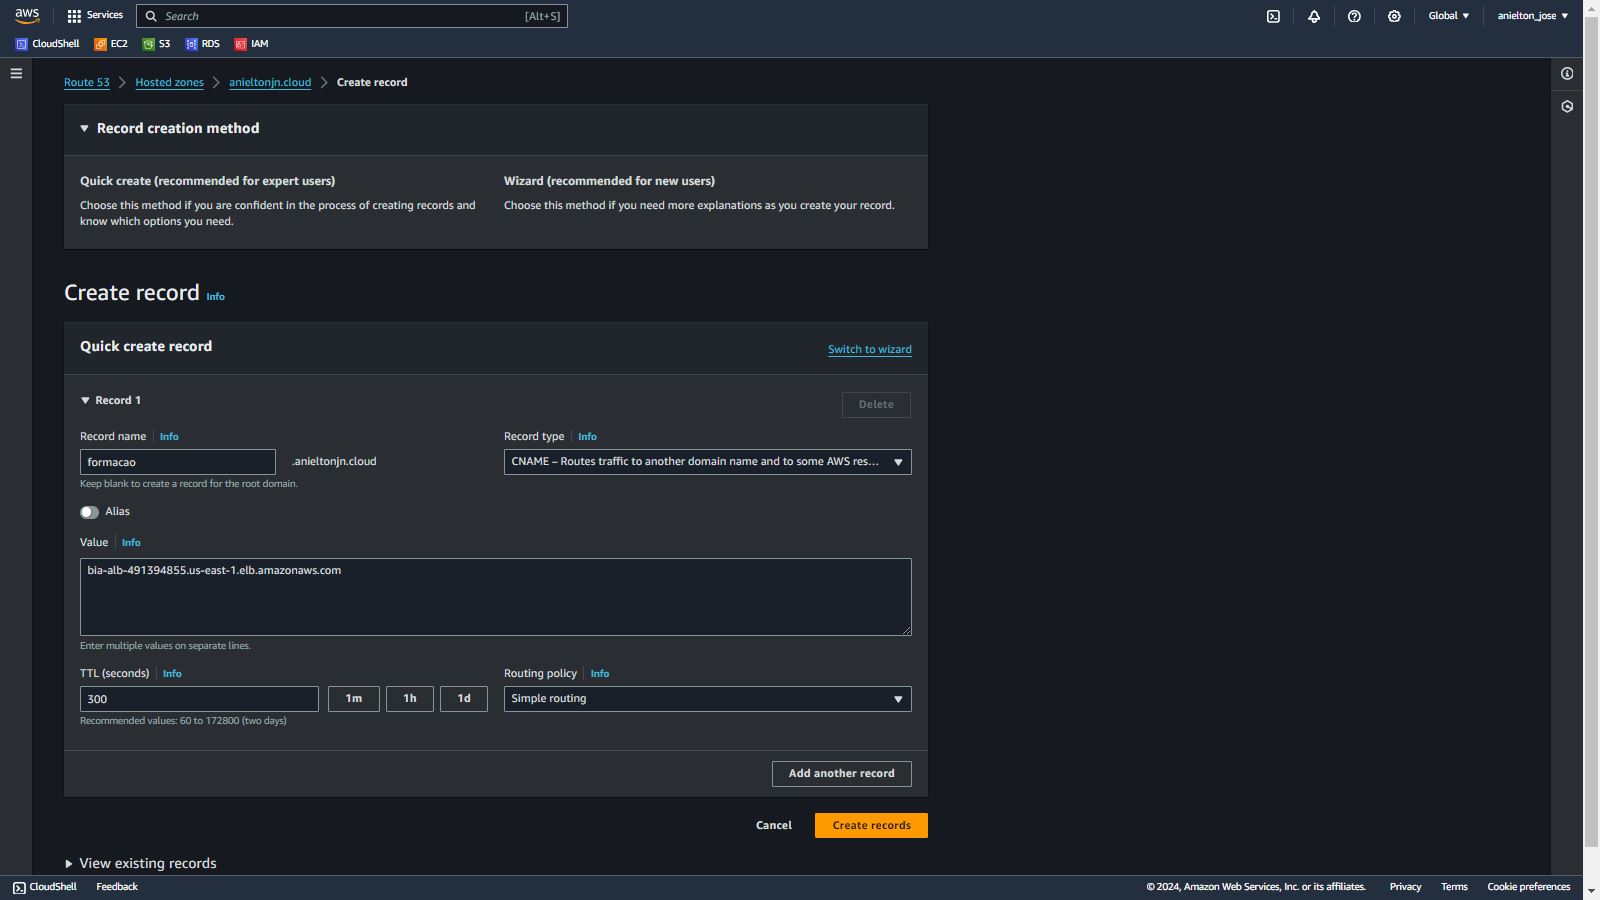 aws
Services
Search
[Alt+S]
Global
anielton_jose
CloudShell
EC2
S3
RDS
IAM
Route 53
Hosted zones
anieltonjn.cloud
Create record
Record creation method
Quick create (recommended for expert users)
Choose this method if you are confident in the process of creating records and
know which options you need.
Wizard (recommended for new users)
Choose this method if you need more explanations as you create your record.
Create record Info
Quick create record
Switch to wizard
Record 1
Delete
Record name Info
formacao
.anieltonjn.cloud
Keep blank to create a record for the root domain.
Record type Info
CNAME – Routes traffic to another domain name and to some AWS res...
Alias
Value Info
bia-alb-491394855.us-east-1.elb.amazonaws.com
Enter multiple values on separate lines.
TTL (seconds) Info
300
1m
1h
1d
Recommended values: 60 to 172800 (two days)
Routing policy Info
Simple routing
Add another record
Cancel
Create records
View existing records
CloudShell
Feedback
© 2024, Amazon Web Services, Inc. or its affiliates.
Privacy
Terms
Cookie preferences